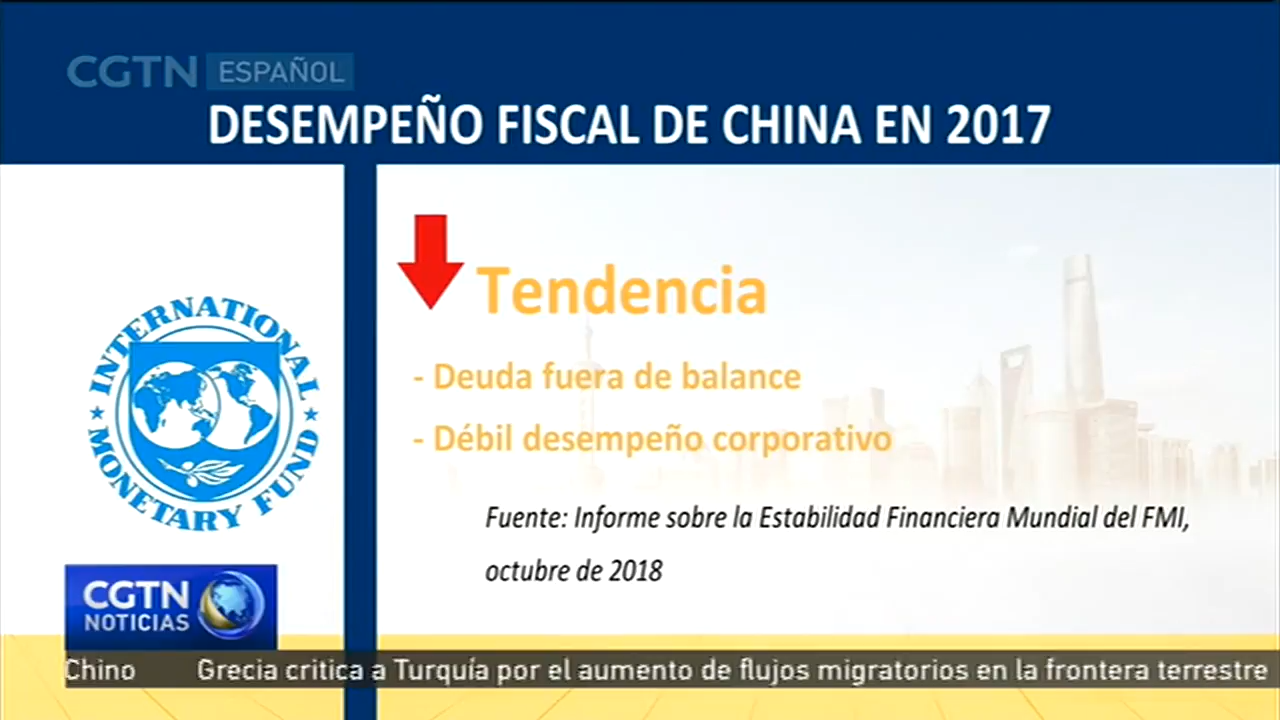 CGTN ESPAÑOL
DESEMPEÑO FISCAL DE CHINA EN 2017
Tendencia
- Deuda fuera de balance
- Débil desempeño corporativo
Fuente: Informe sobre la Estabilidad Financiera Mundial del FMI,
octubre de 2018
INTERNATIONAL
MONETARY FUND
CGTN
NOTICIAS
Chino Grecia critica a Turquía por el aumento de flujos migratorios en la frontera terrestre